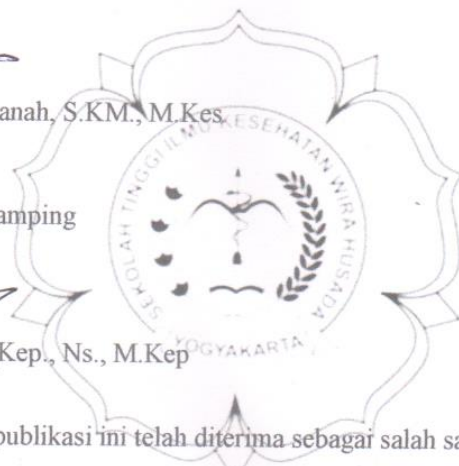 anah, S.KM., M.Kes
SEKOLAH TINGGI ILMU KESEHATAN WIRA HUSADA
amping
YOGYAKARTA
Kep., Ns., M.Kep
publikasi ini telah diterima sebagai salah sa